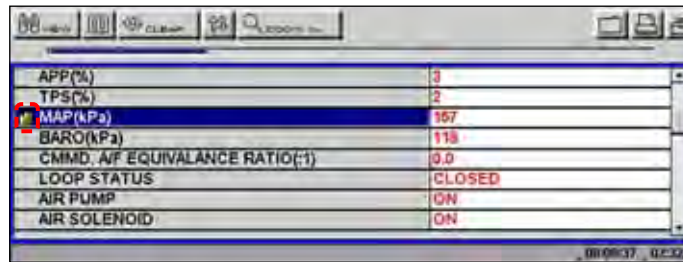 APP(%) 3
TPS(%) 2
MAP(kPa) 167
BARO(kPa) 118
CMMD. A/F EQUIVALANCE RATIO(:1) 0.0
LOOP STATUS CLOSED
AIR PUMP ON
AIR SOLENOID ON